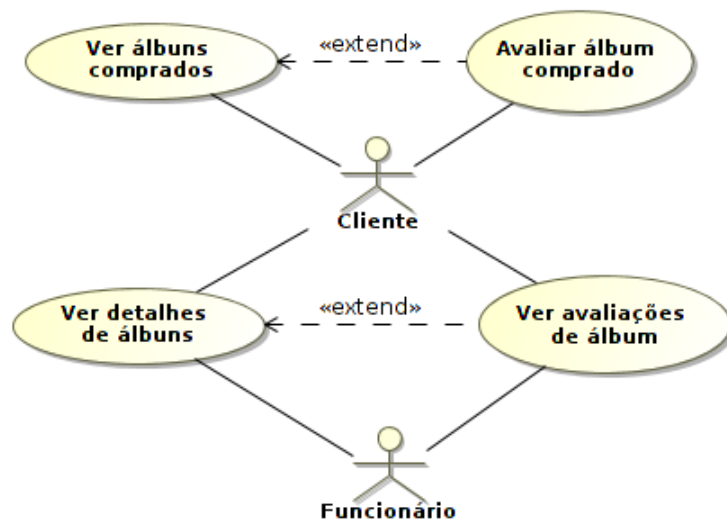 Ver álbuns
comprados
«extend»
Avaliar álbum
comprado
Cliente
Ver detalhes
de álbuns
«extend»
Ver avaliações
de álbum
Funcionário